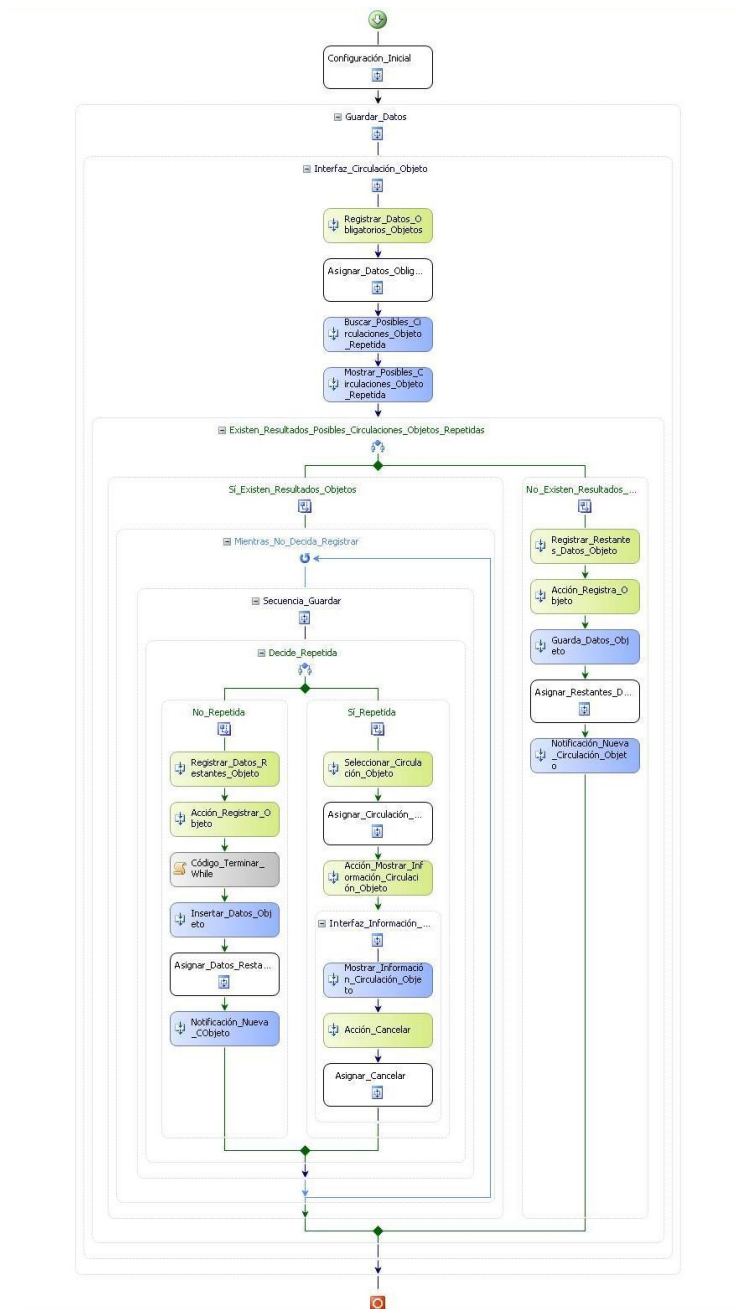 Configuración_Inicial
Guardar_Datos
Interfaz_Circulación_Objeto
Registrar_Datos_O
bligatorios_Objetos
Asignar_Datos_Oblig...
Buscar_Posibles_Ci
rculaciones_Objeto
_Repetida
Mostrar_Posibles_C
irculaciones_Objeto
_Repetida
Existen_Resultados_Posibles_Circulaciones_Objetos_Repetidas
Sí_Existen_Resultados_Objetos
Mientras_No_Decida_Registrar
Secuencia_Guardar
Decide_Repetida
No_Repetida
Registrar_Datos_R
estantes_Objeto
Acción_Registrar_O
bjeto
Código_Terminar_
While
Insertar_Datos_Obj
eto
Asignar_Datos_Resta...
Notificación_Nueva
_CObjeto
Sí_Repetida
Seleccionar_Circula
ción_Objeto
Asignar_Circulación_...
Acción_Mostrar_Inf
ormación_Circulaci
ón_Objeto
Interfaz_Información_...
Mostrar_Informació
n_Circulación_Obje
to
Acción_Cancelar
Asignar_Cancelar
No_Existen_Resultados_...
Registrar_Restante
s_Datos_Objeto
Acción_Registra_O
bjeto
Guarda_Datos_Obj
eto
Asignar_Restantes_D...
Notificación_Nueva
_Circulación_Objet
o